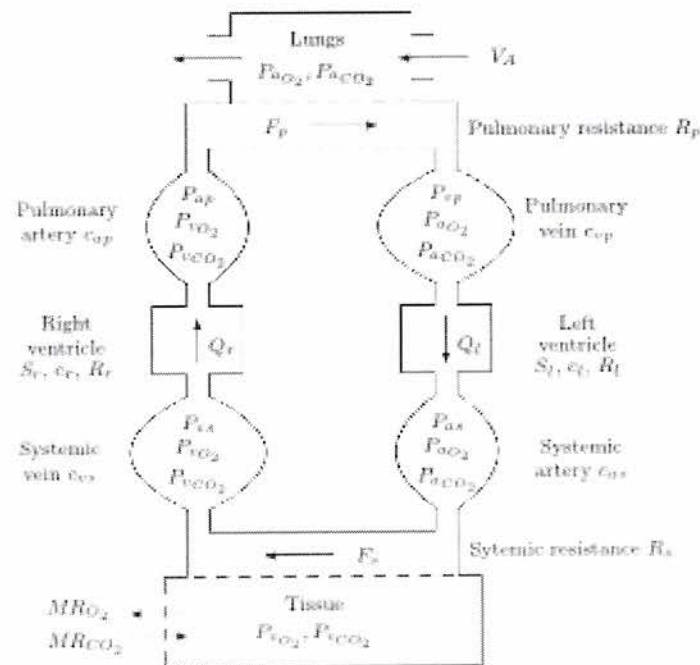 Lungs
P_{aO_2}, P_{aCO_2}
V_A
F_p
Pulmonary resistance R_p
Pulmonary
artery c_{ap}
P_{ap}
P_{vO_2}
P_{vCO_2}
P_{vp}
P_{aO_2}
P_{aCO_2}
Pulmonary
vein c_{vp}
Right
ventricle
S_r, c_r, R_r
Q_r
Q_l
Left
ventricle
S_l, c_l, R_l
Systemic
vein c_{vs}
P_{vs}
P_{vO_2}
P_{vCO_2}
P_{as}
P_{aO_2}
P_{aCO_2}
Systemic
artery c_{as}
F_s
Sytemic resistance R_s
MR_{O_2}
MR_{CO_2}
Tissue
P_{vO_2}, P_{vCO_2}